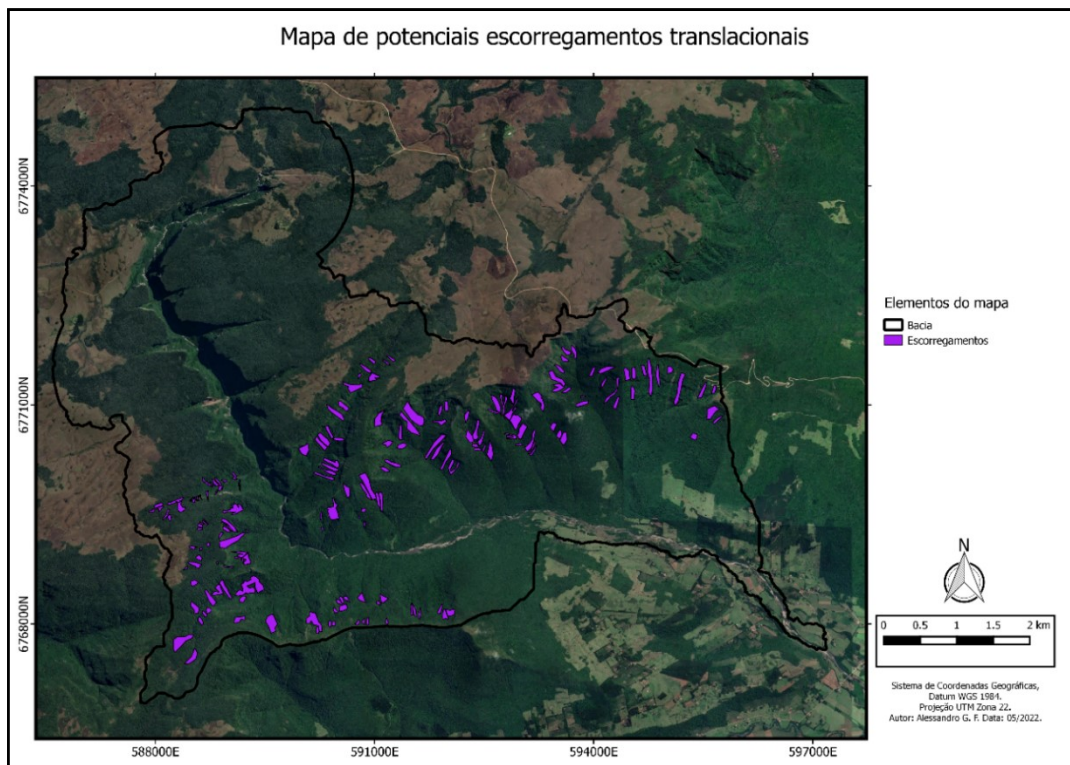 Mapa de potenciais escorregamentos translacionais
6774000N
6771000N
6768000N
588000E
591000E
594000E
597000E
Elementos do mapa
Bacia
Escorregamentos
N
0 0.5 1 1.5 2 km
Sistema de Coordenadas Geográficas,
Datum WGS 1984.
Projeção UTM Zona 22.
Autor: Alessandro G. F. Data: 05/2022.